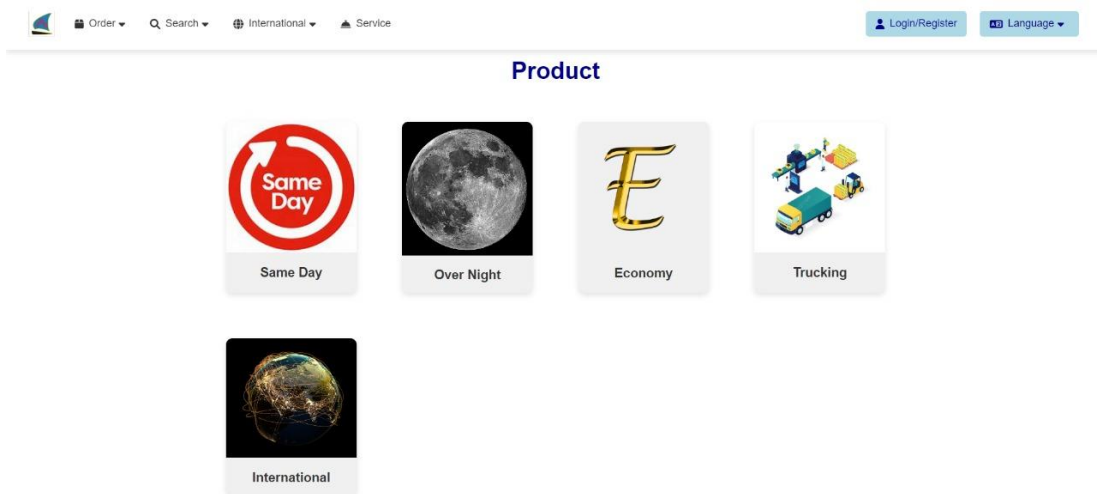 Order Search International Service Login/Register Language
Product
Same
Day
E
Same Day Over Night Economy Trucking
International